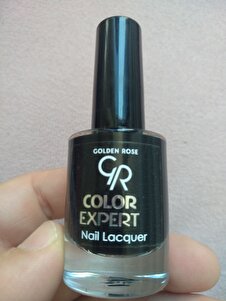 GOLDEN ROSE
GR
COLOR
EXPERT
Nail Lacquer